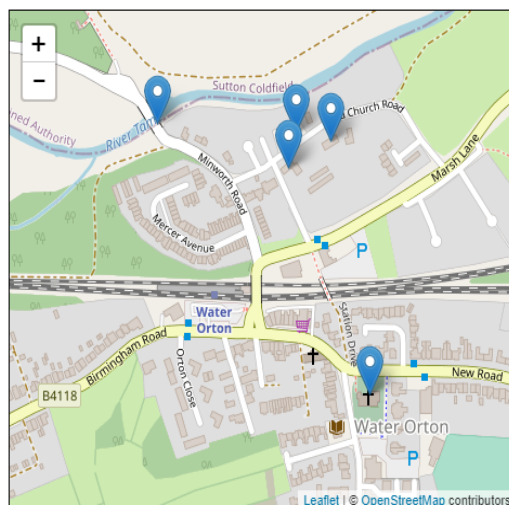 +
−
Sutton Coldfield
ned Authority
River Tam
d Church Road
Minworth Road
Marsh Lane
Mercer Avenue
P
Water
Orton
Station Drive
Birmingham Road
Orton Close
New Road
B4118
Water Orton
P
Leaflet | © OpenStreetMap contributors